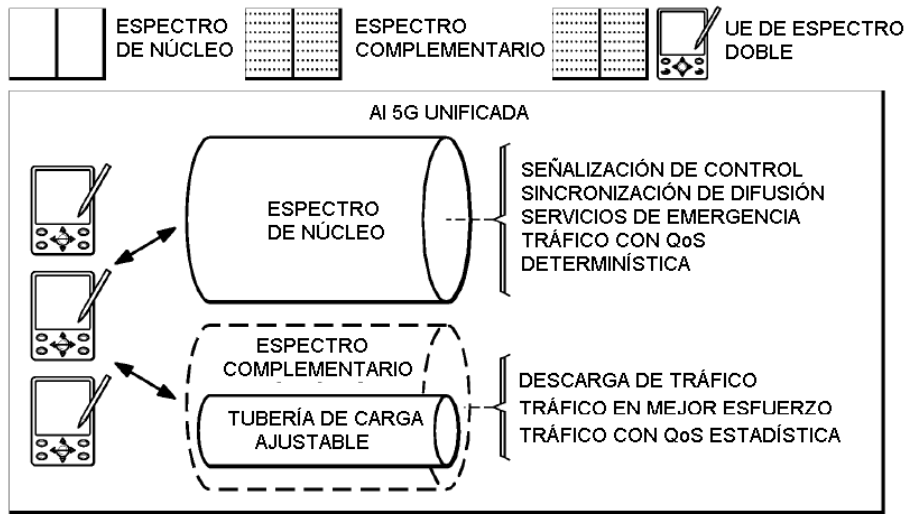 ESPECTRO
DE NÚCLEO
ESPECTRO
COMPLEMENTARIO
UE DE ESPECTRO
DOBLE
AI 5G UNIFICADA
ESPECTRO
DE NÚCLEO
SEÑALIZACIÓN DE CONTROL
SINCRONIZACIÓN DE DIFUSIÓN
SERVICIOS DE EMERGENCIA
TRÁFICO CON QoS
DETERMINÍSTICA
ESPECTRO
COMPLEMENTARIO
TUBERÍA DE CARGA
AJUSTABLE
DESCARGA DE TRÁFICO
TRÁFICO EN MEJOR ESFUERZO
TRÁFICO CON QoS ESTADÍSTICA